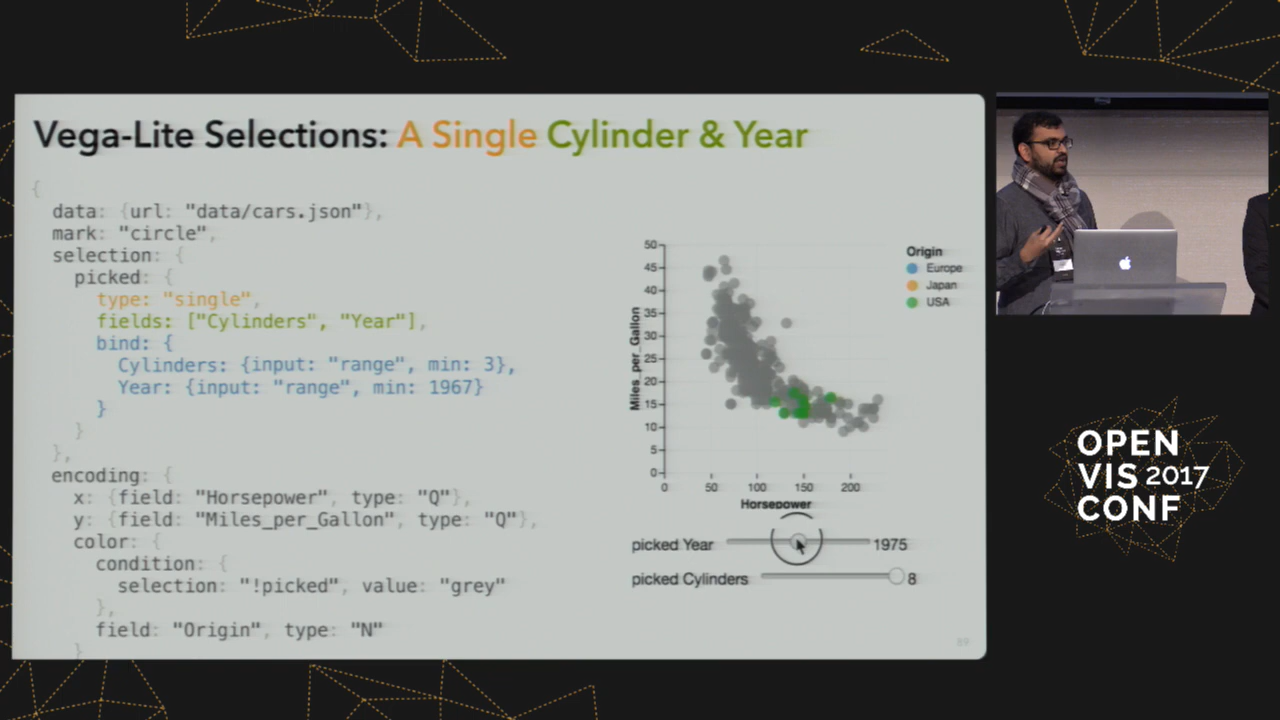 Vega-Lite Selections: A Single Cylinder & Year
{
data: {url: "data/cars.json"},
mark: "circle",
selection: {
picked: {
type: "single",
fields: ["Cylinders", "Year"],
bind: {
Cylinders: {input: "range", min: 3},
Year: {input: "range", min: 1967}
}
}
},
encoding: {
x: {field: "Horsepower", type: "Q"},
y: {field: "Miles_per_Gallon", type: "Q"},
color: {
condition: {
selection: "!picked", value: "grey"
},
field: "Origin", type: "N"
}
Miles_per_Gallon
50
45
40
35
30
25
20
15
10
5
0
0 50 100 150 200
Horsepower
Origin
Europe
Japan
USA
picked Year 1975
picked Cylinders 8
89
OPEN
VIS 2017
CONF